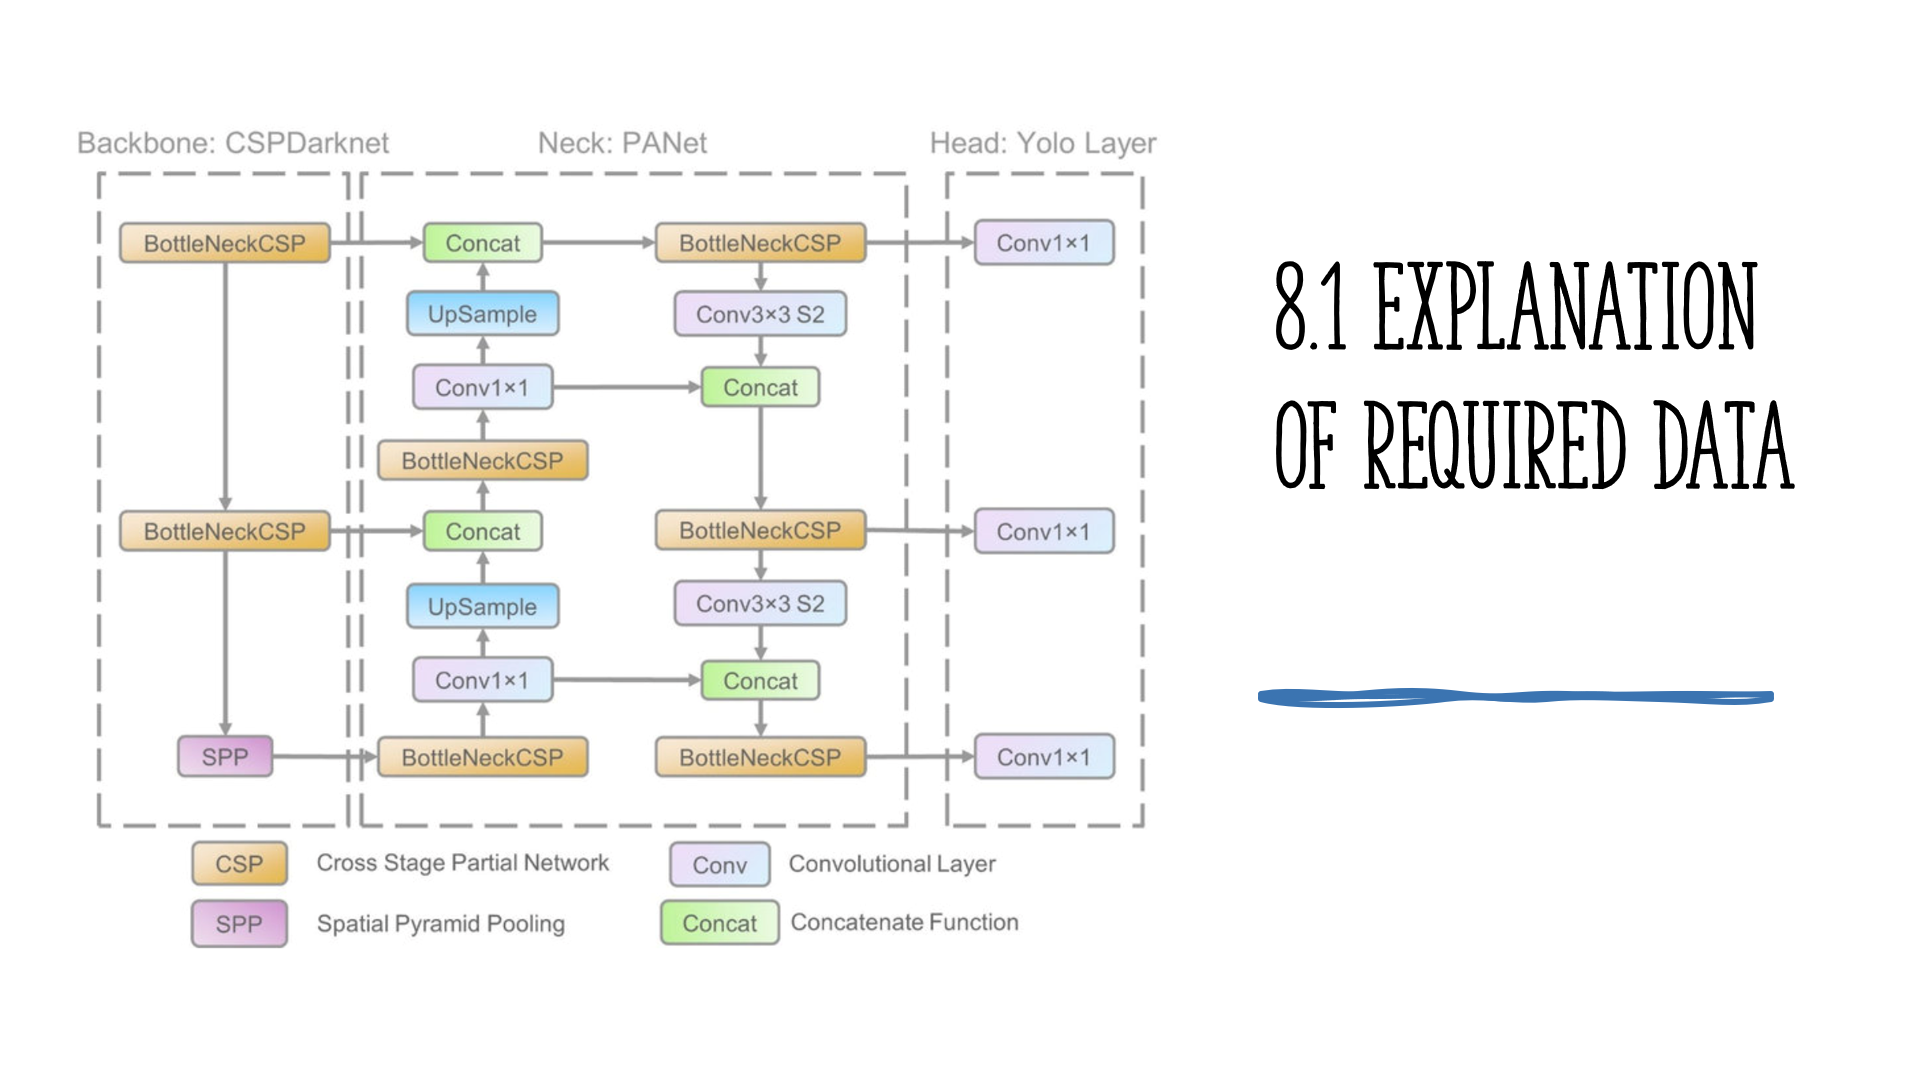 Backbone: CSPDarknet
Neck: PANet
Head: Yolo Layer
BottleNeckCSP
Concat
BottleNeckCSP
Conv1×1
UpSample
Conv3×3 S2
Conv1×1
Concat
BottleNeckCSP
BottleNeckCSP
Concat
BottleNeckCSP
Conv1×1
UpSample
Conv3×3 S2
Conv1×1
Concat
SPP
BottleNeckCSP
BottleNeckCSP
Conv1×1
CSP
Cross Stage Partial Network
Conv
Convolutional Layer
SPP
Spatial Pyramid Pooling
Concat
Concatenate Function
8.1 EXPLANATION
OF REQUIRED DATA